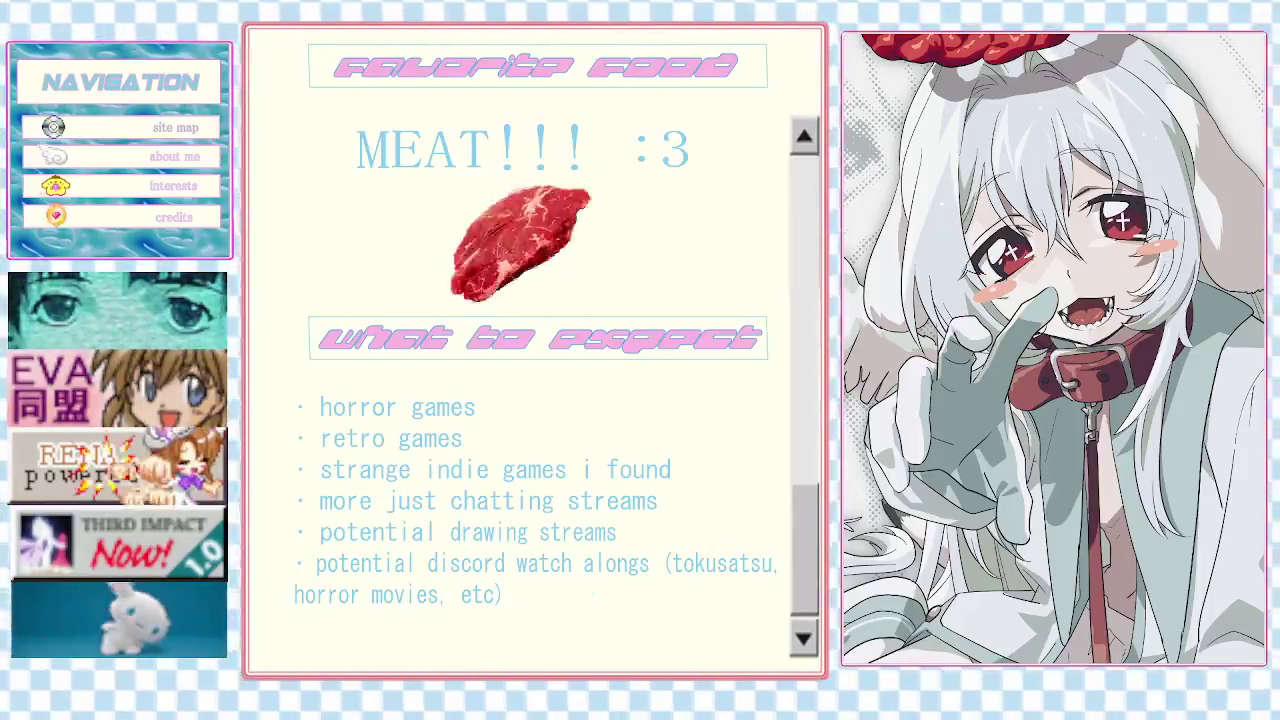 NAVIGATION
site map
about me
interests
credits
EVA
同盟
RENA
power
THIRD IMPACT
Now!
1.0
Favorite Food
MEAT!!! :3
What to expect
· horror games
· retro games
· strange indie games i found
· more just chatting streams
· potential drawing streams
· potential discord watch alongs (tokusatsu,
horror movies, etc)